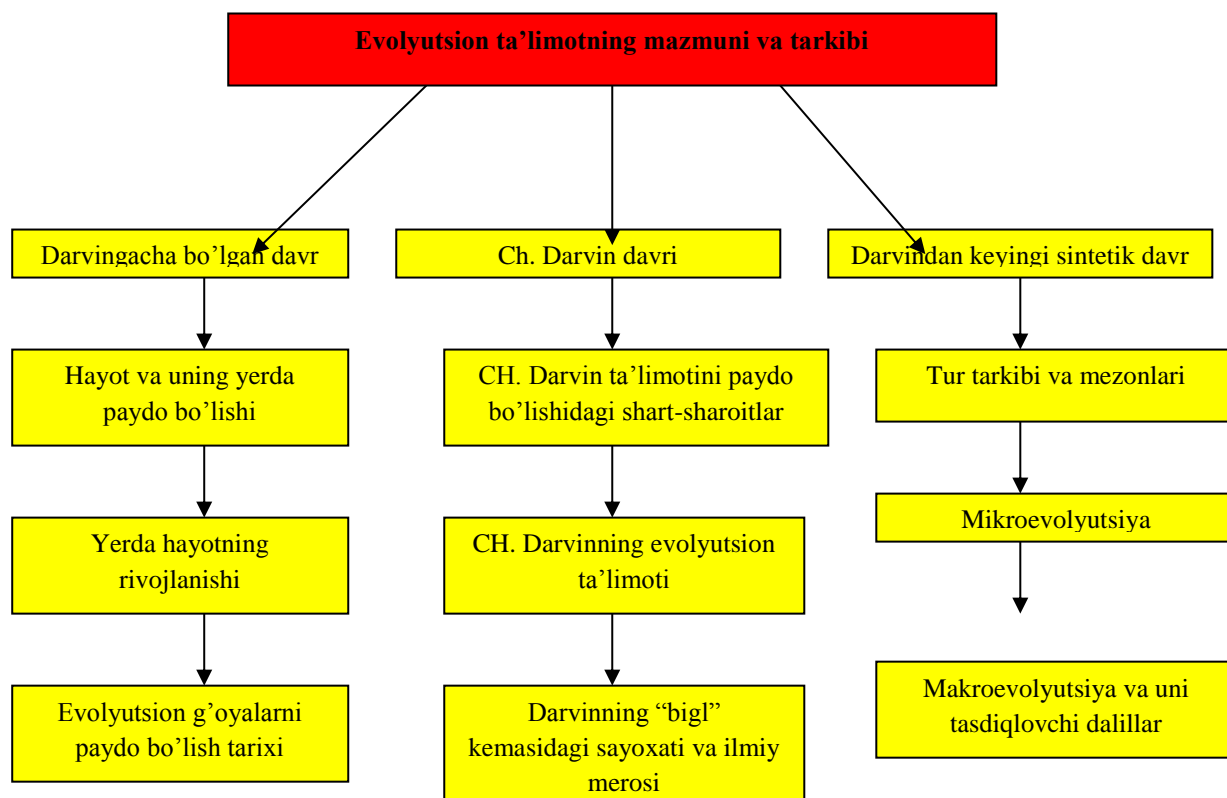 Evolyutsion ta’limotning mazmuni va tarkibi
Darvingacha bo’lgan davr
Hayot va uning yerda
paydo bo’lishi
Yerda hayotning
rivojlanishi
Evolyutsion g’oyalarni
paydo bo’lish tarixi
Ch. Darvin davri
CH. Darvin ta’limotini paydo
bo’lishidagi shart-sharoitlar
CH. Darvinning evolyutsion
ta’limoti
Darvinning “bigl”
kemasidagi sayoxati va ilmiy
merosi
Darvindan keyingi sintetik davr
Tur tarkibi va mezonlari
Mikroevolyutsiya
Makroevolyutsiya va uni
tasdiqlovchi dalillar